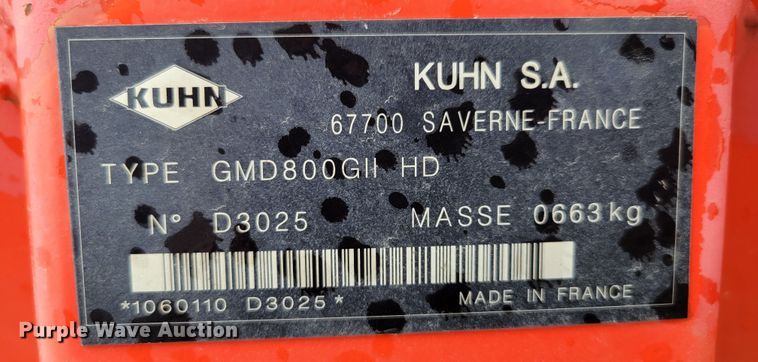 KUHN
KUHN S.A.
67700 SAVERNE-FRANCE
TYPE GMD800GII HD
N° D3025 MASSE 0663kg
*1060110 D3025*
MADE IN FRANCE
Purple Wave Auction